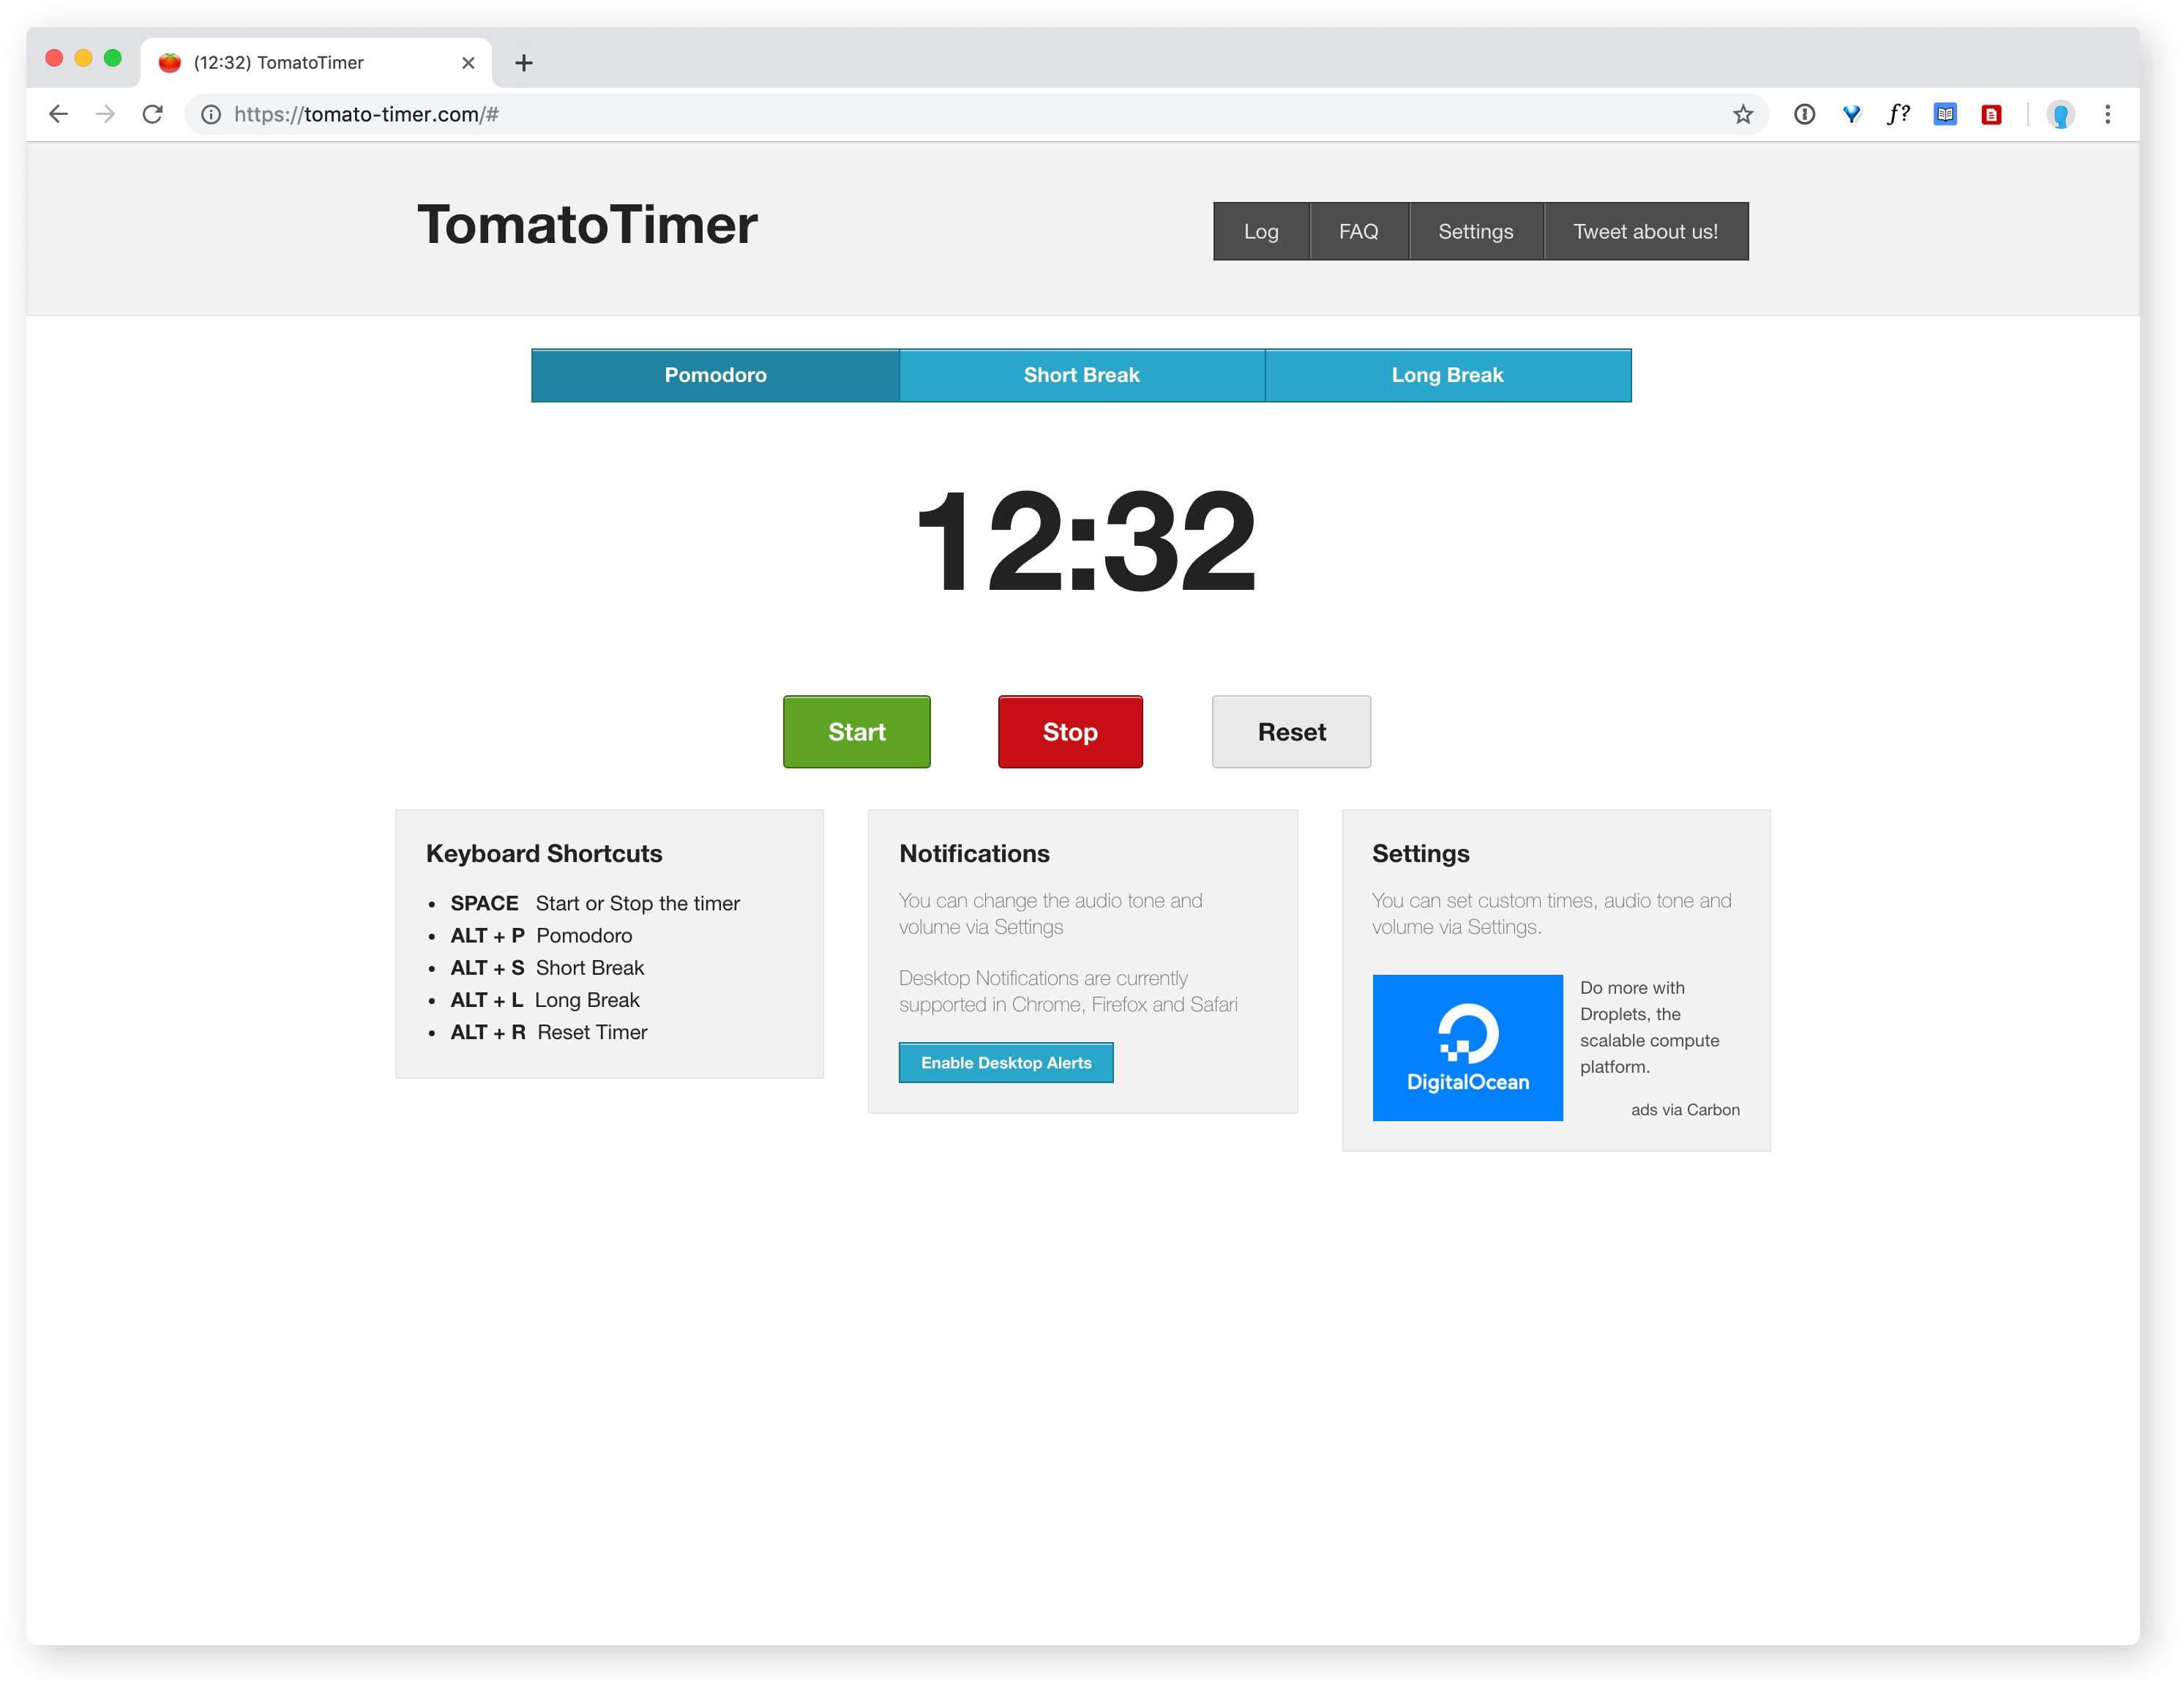 (12:32) TomatoTimer
https://tomato-timer.com/#
f?
TomatoTimer
Log FAQ Settings Tweet about us!
Pomodoro Short Break Long Break
12:32
Start Stop Reset
Keyboard Shortcuts
SPACE Start or Stop the timer
ALT + P Pomodoro
ALT + S Short Break
ALT + L Long Break
ALT + R Reset Timer
Notifications
You can change the audio tone and
volume via Settings
Desktop Notifications are currently
supported in Chrome, Firefox and Safari
Enable Desktop Alerts
Settings
You can set custom times, audio tone and
volume via Settings.
DigitalOcean
Do more with
Droplets, the
scalable compute
platform.
ads via Carbon